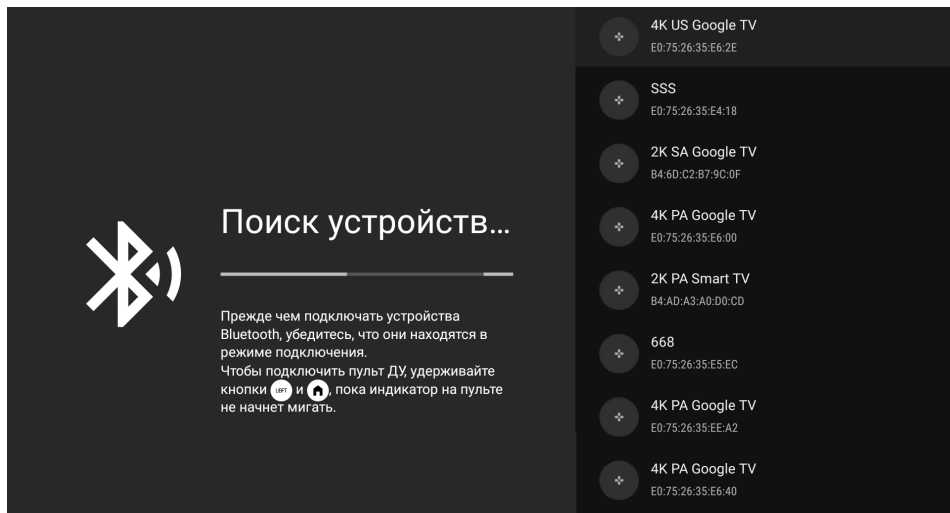 Поиск устройств...
Прежде чем подключать устройства
Bluetooth, убедитесь, что они находятся в
режиме подключения.
Чтобы подключить пульт ДУ, удерживайте
кнопки LEFT и , пока индикатор на пульте
не начнет мигать.
4K US Google TV
E0:75:26:35:E6:2E
SSS
E0:75:26:35:E4:18
2K SA Google TV
B4:6D:C2:B7:9C:0F
4K PA Google TV
E0:75:26:35:E6:00
2K PA Smart TV
B4:AD:A3:A0:D0:CD
668
E0:75:26:35:E5:EC
4K PA Google TV
E0:75:26:35:EE:A2
4K PA Google TV
E0:75:26:35:E6:40